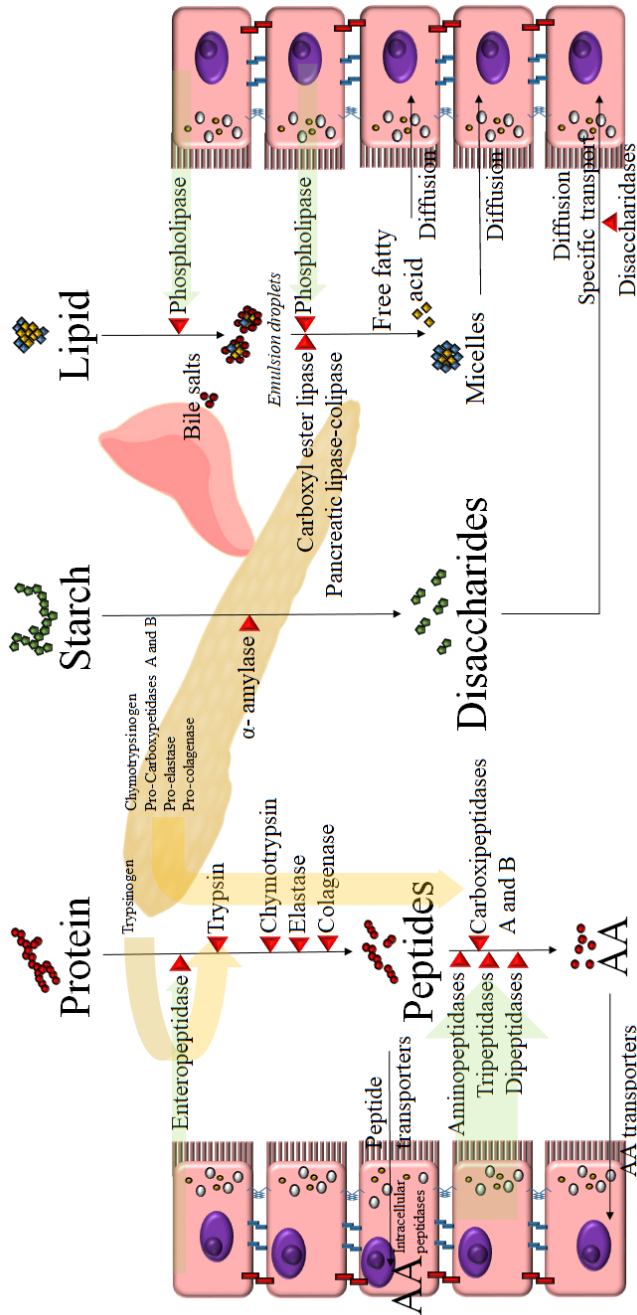 Protein
Starch
Lipid
Trypsinogen
Chymotrypsinogen
Pro-Carboxypetidases A and B
Pro-elastase
Pro-colagenase
Enteropeptidase
Trypsin
Chymotrypsin
Elastase
Colagenase
α- amylase
Bile salts
Phospholipase
Emulsion droplets
Carboxyl ester lipase
Pancreatic lipase-colipase
Phospholipase
Peptide
transporters
Intracellular
peptidases
AA
Peptides
Aminopeptidases
Tripeptidases
Dipeptidases
Carboxipeptidases
A and B
AA
AA transporters
Disaccharides
Free fatty
acid
Micelles
Diffusion
Diffusion
Diffusion
Specific transport
Disaccharidases